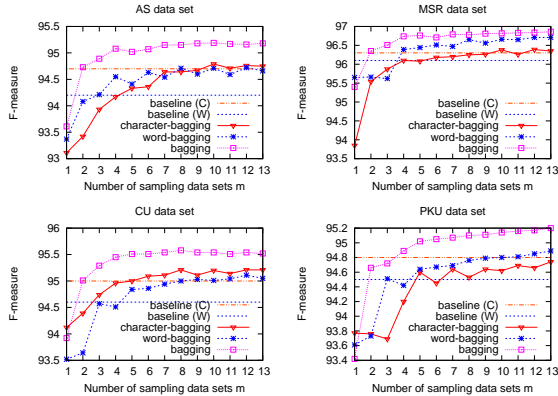 AS data set
F-measure
95.5
95
94.5
94
93.5
93
baseline (C)
baseline (W)
character-bagging
word-bagging
bagging
1 2 3 4 5 6 7 8 9 10 11 12 13
Number of sampling data sets m
MSR data set
F-measure
97
96.5
96
95.5
95
94.5
94
93.5
baseline (C)
baseline (W)
character-bagging
word-bagging
bagging
1 2 3 4 5 6 7 8 9 10 11 12 13
Number of sampling data sets m
CU data set
F-measure
96
95.5
95
94.5
94
93.5
baseline (C)
baseline (W)
character-bagging
word-bagging
bagging
1 2 3 4 5 6 7 8 9 10 11 12 13
Number of sampling data sets m
PKU data set
F-measure
95.2
95
94.8
94.6
94.4
94.2
94
93.8
93.6
93.4
baseline (C)
baseline (W)
character-bagging
word-bagging
bagging
1 2 3 4 5 6 7 8 9 10 11 12 13
Number of sampling data sets m